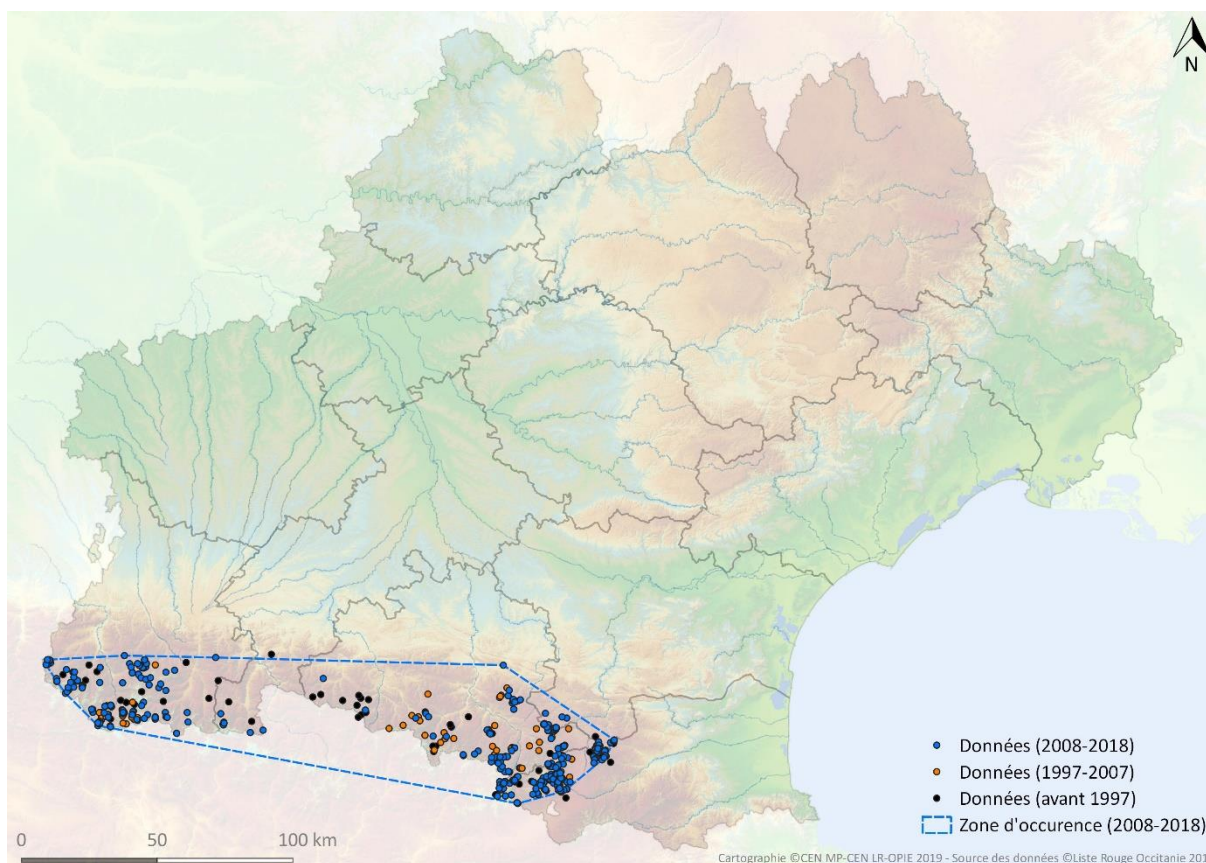 N
Données (2008-2018)
Données (1997-2007)
Données (avant 1997)
Zone d'occurence (2008-2018)
0 50 100 km
Cartographie ©CEN MP-CEN LR-OPIE 2019 - Source des données ©Liste Rouge Occitanie 201